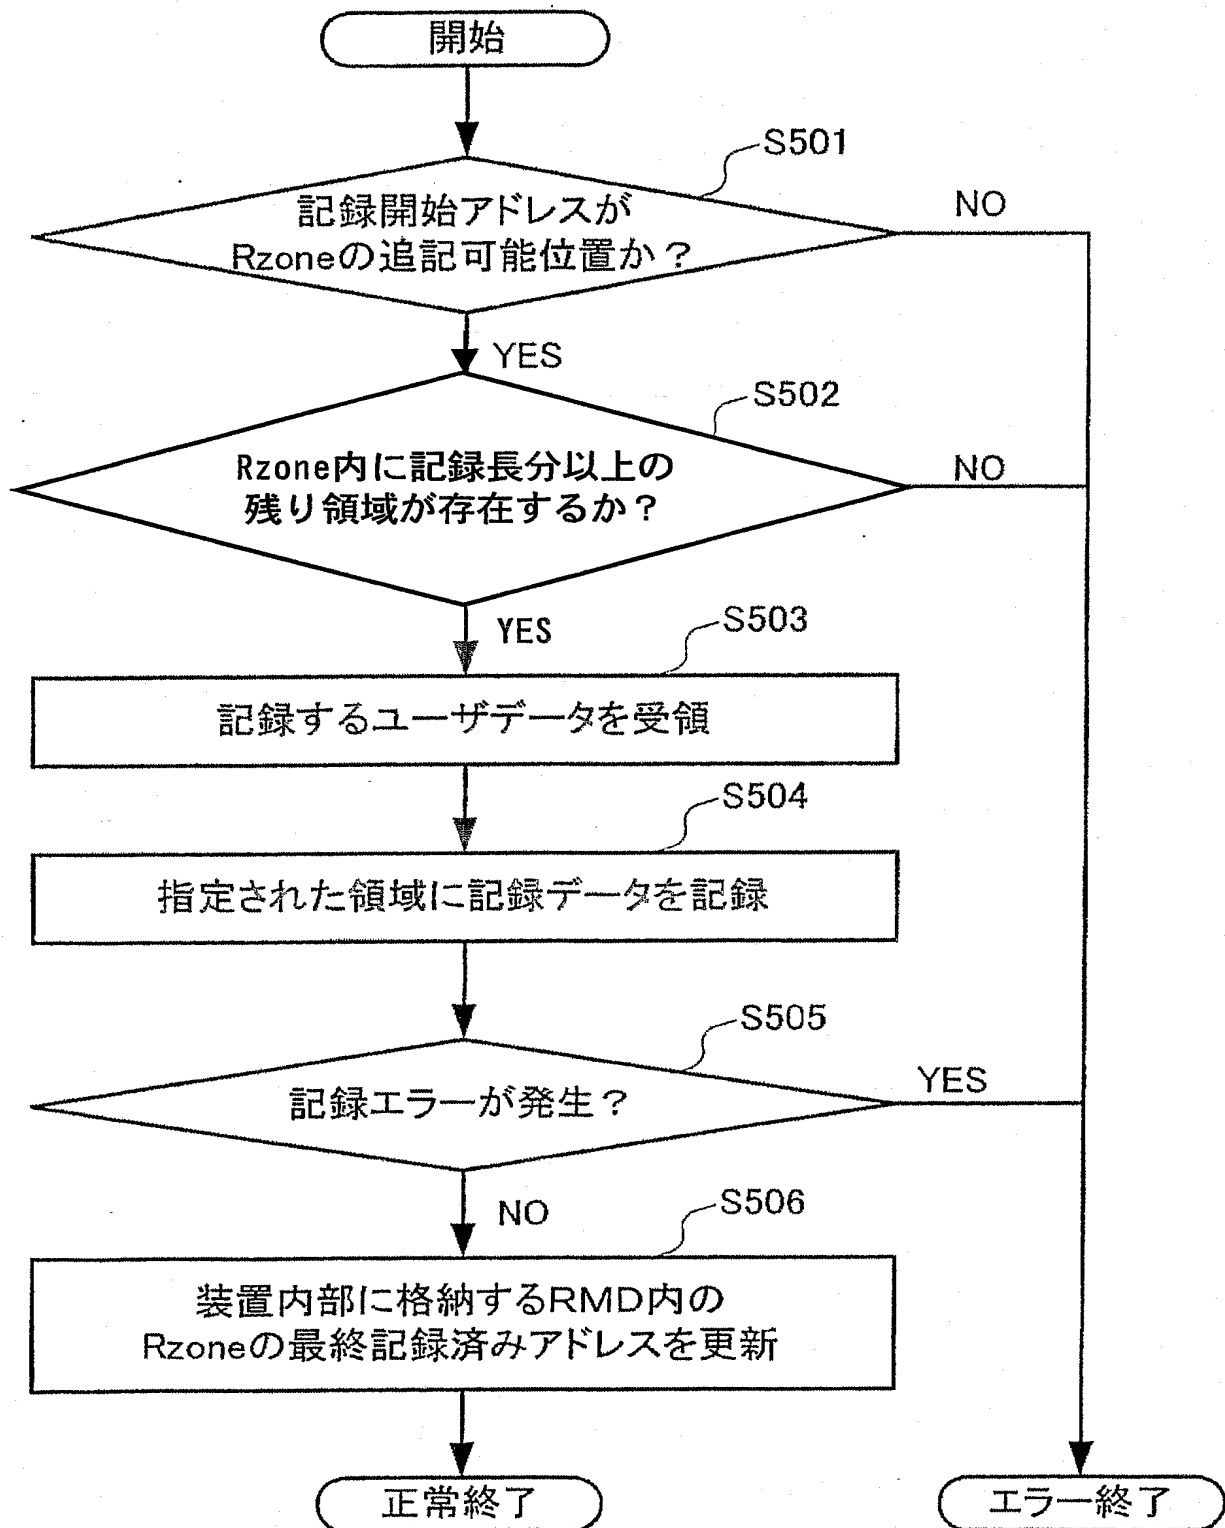 開始
S501
記録開始アドレスが
Rzoneの追記可能位置か？
NO
YES
S502
Rzone内に記録長分以上の
残り領域が存在するか？
NO
YES
S503
記録するユーザデータを受領
S504
指定された領域に記録データを記録
S505
記録エラーが発生？
YES
NO
S506
装置内部に格納するRMD内の
Rzoneの最終記録済みアドレスを更新
正常終了
エラー終了